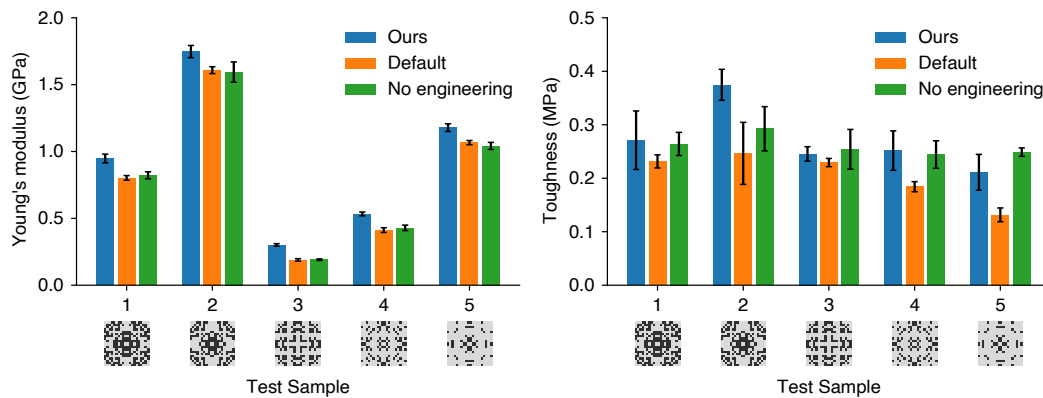 Young's modulus (GPa)
2.0
1.5
1.0
0.5
0.0
Ours
Default
No engineering
1 2 3 4 5
Test Sample
Toughness (MPa)
0.5
0.4
0.3
0.2
0.1
0.0
Ours
Default
No engineering
1 2 3 4 5
Test Sample